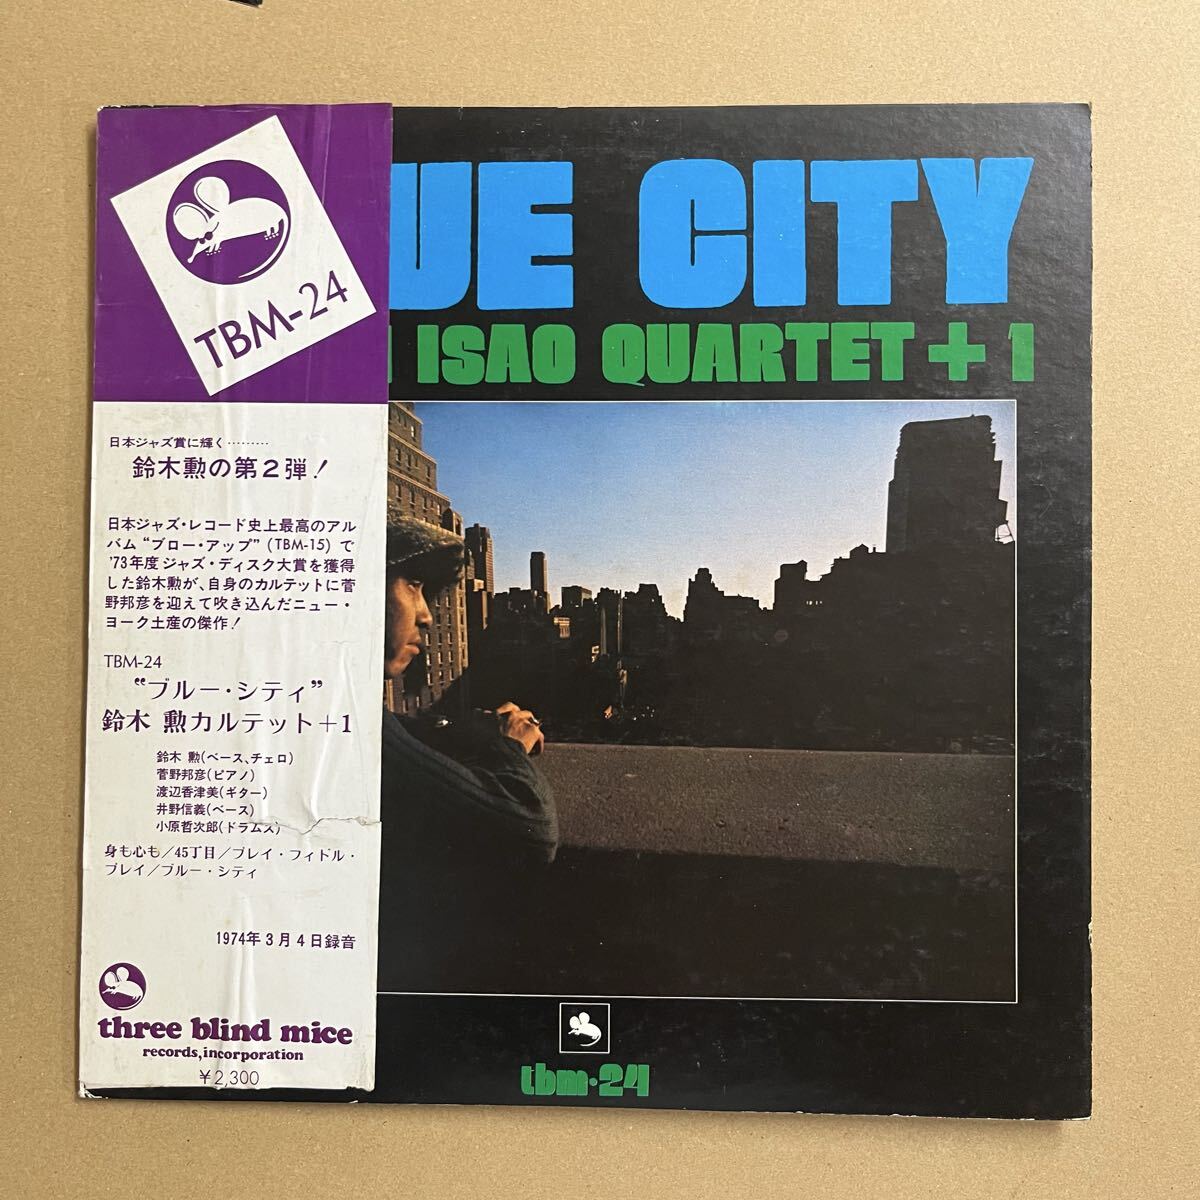 TBM-24
日本ジャズ賞に輝く………
鈴木勲の第2弾！
日本ジャズ・レコード史上最高のアル
バム“ブロー・アップ”(TBM-15) で
'73年度ジャズ・ディスク大賞を獲得
した鈴木勲が、自身のカルテットに菅
野邦彦を迎えて吹き込んだニュー・
ヨーク土産の傑作！
TBM-24
“ブルー・シティ”
鈴木 勲カルテット+1
鈴木 勲(ベース、チェロ)
菅野邦彦(ピアノ)
渡辺香津美(ギター)
井野信義(ベース)
小原哲次郎(ドラムス)
身も心も/45丁目/プレイ・フィドル・
プレイ/ブルー・シティ
1974年3月4日録音
three blind mice
records, incorporation
¥2,300
UE CITY
ISAO QUARTET + 1
tbm·24